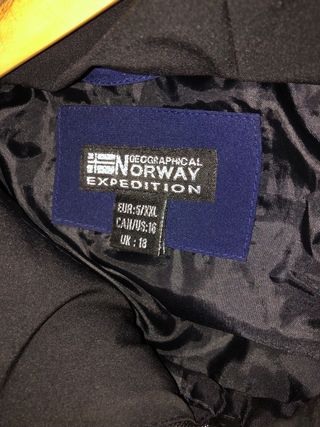 GEOGRAPHICAL
NORWAY
EXPEDITION
EUR:5/XXL
CAN/US:16
UK : 18